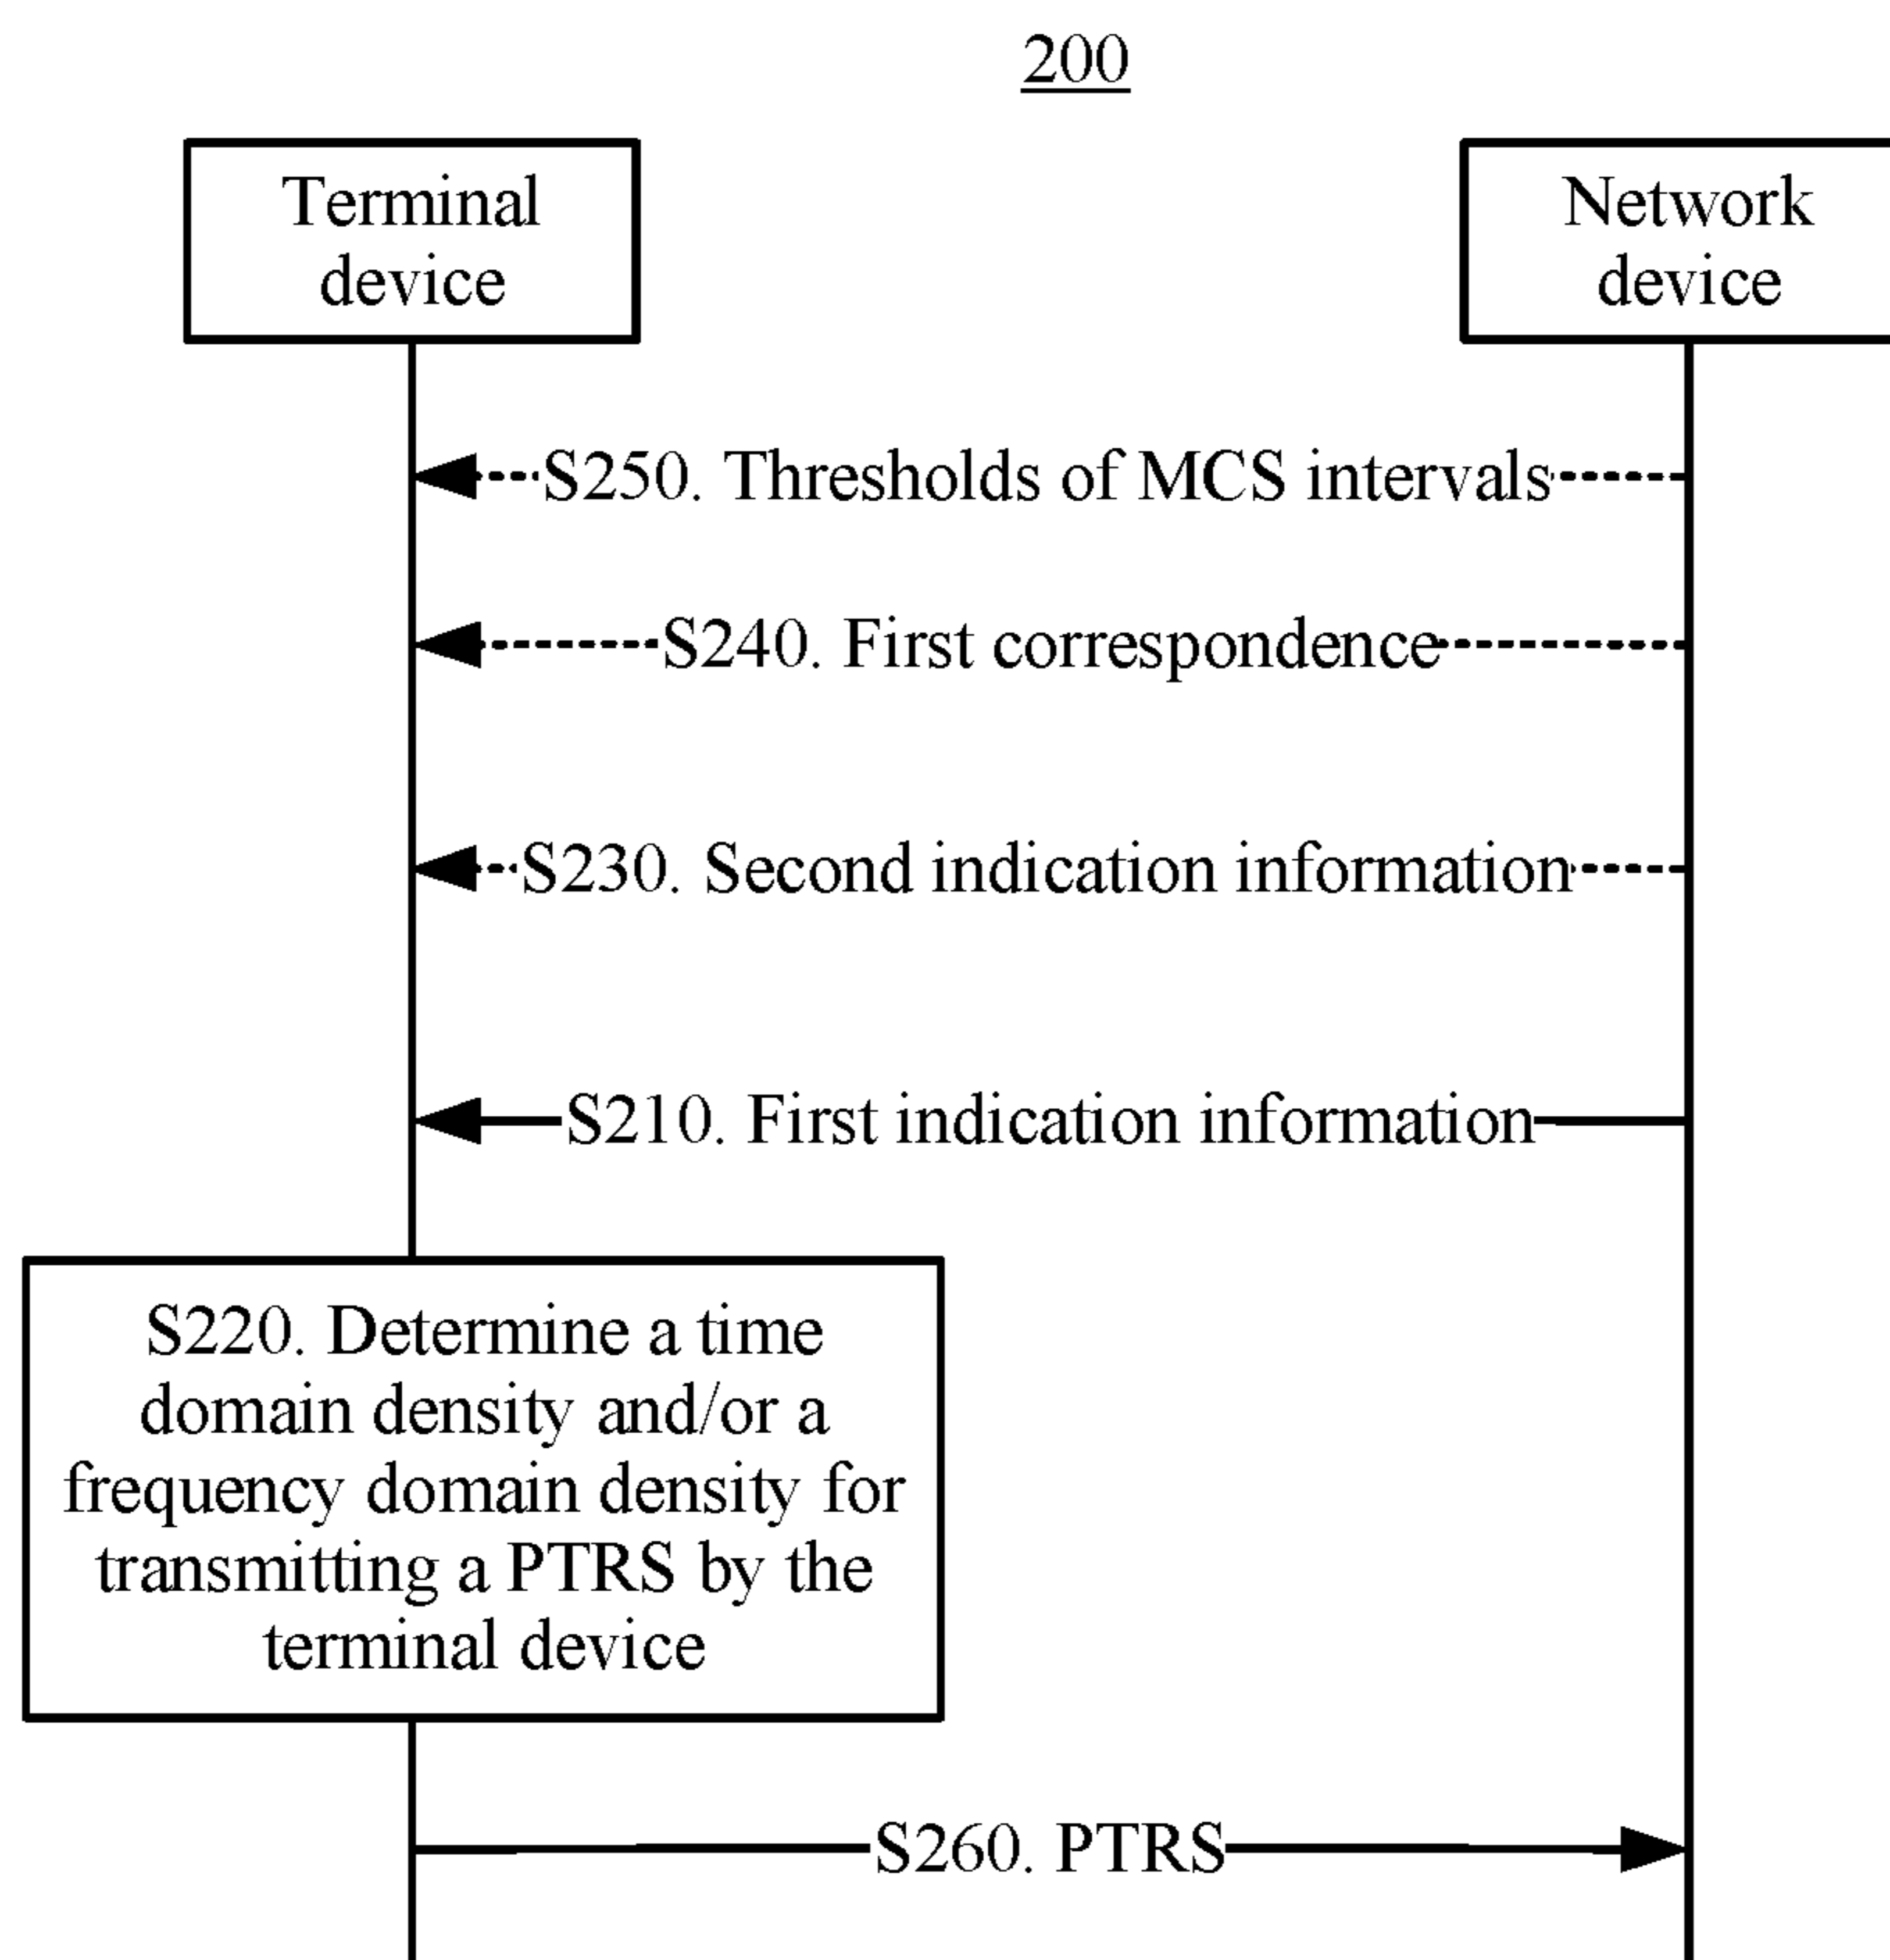 200
Terminal
device
Network
device
S250. Thresholds of MCS intervals
S240. First correspondence
S230. Second indication information
S210. First indication information
S220. Determine a time
domain density and/or a
frequency domain density for
transmitting a PTRS by the
terminal device
S260. PTRS